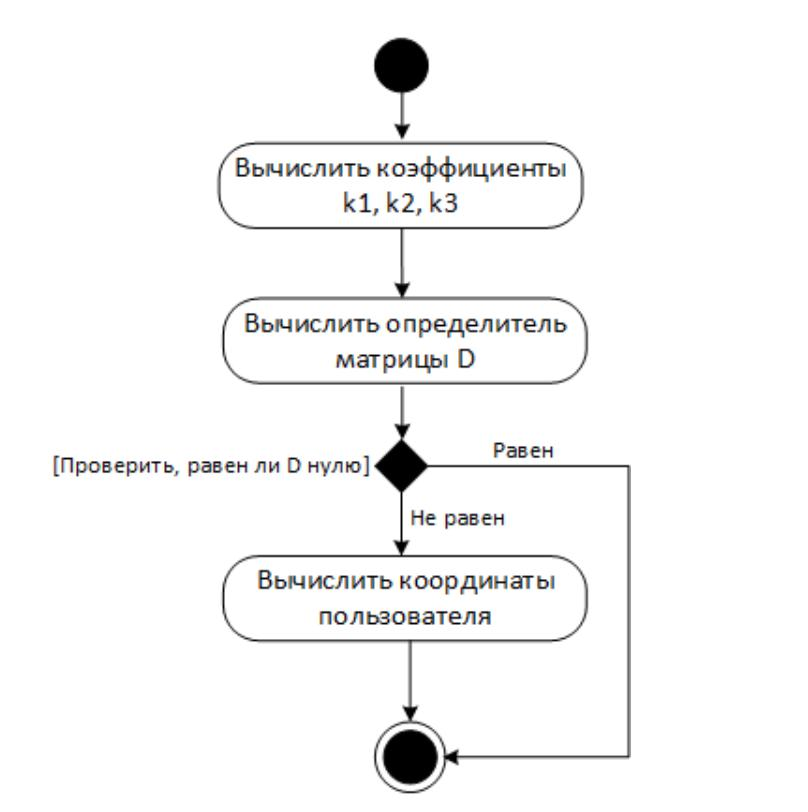 Вычислить коэффициенты
k1, k2, k3
Вычислить определитель
матрицы D
[Проверить, равен ли D нулю]
Равен
Не равен
Вычислить координаты
пользователя